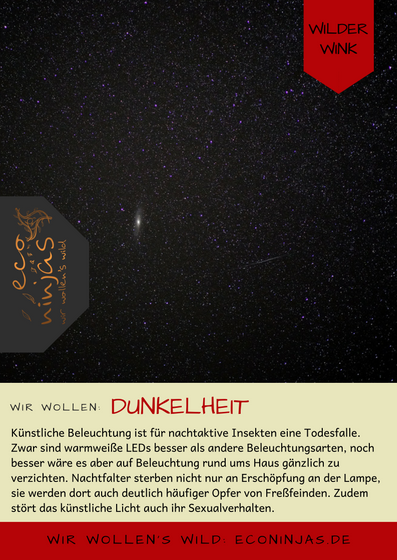 WILDER
WINK
eco
ninjas
wir wollen's wild
WIR WOLLEN: DUNKELHEIT
Künstliche Beleuchtung ist für nachtaktive Insekten eine Todesfalle.
Zwar sind warmweiße LEDs besser als andere Beleuchtungsarten, noch
besser wäre es aber auf Beleuchtung rund ums Haus gänzlich zu
verzichten. Nachtfalter sterben nicht nur an Erschöpfung an der Lampe,
sie werden dort auch deutlich häufiger Opfer von Freßfeinden. Zudem
stört das künstliche Licht auch ihr Sexualverhalten.
WIR WOLLEN'S WILD: ECONINJAS.DE